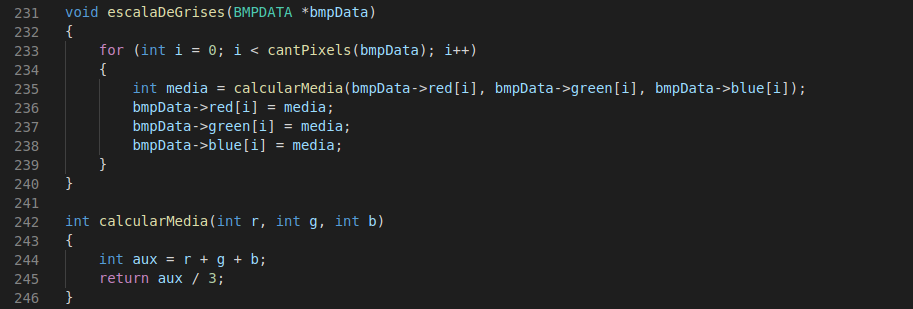 231 void escalaDeGrises(BMPDATA *bmpData)
232 {
233     for (int i = 0; i < cantPixels(bmpData); i++)
234     {
235         int media = calcularMedia(bmpData->red[i], bmpData->green[i], bmpData->blue[i]);
236         bmpData->red[i] = media;
237         bmpData->green[i] = media;
238         bmpData->blue[i] = media;
239     }
240 }
241
242 int calcularMedia(int r, int g, int b)
243 {
244     int aux = r + g + b;
245     return aux / 3;
246 }